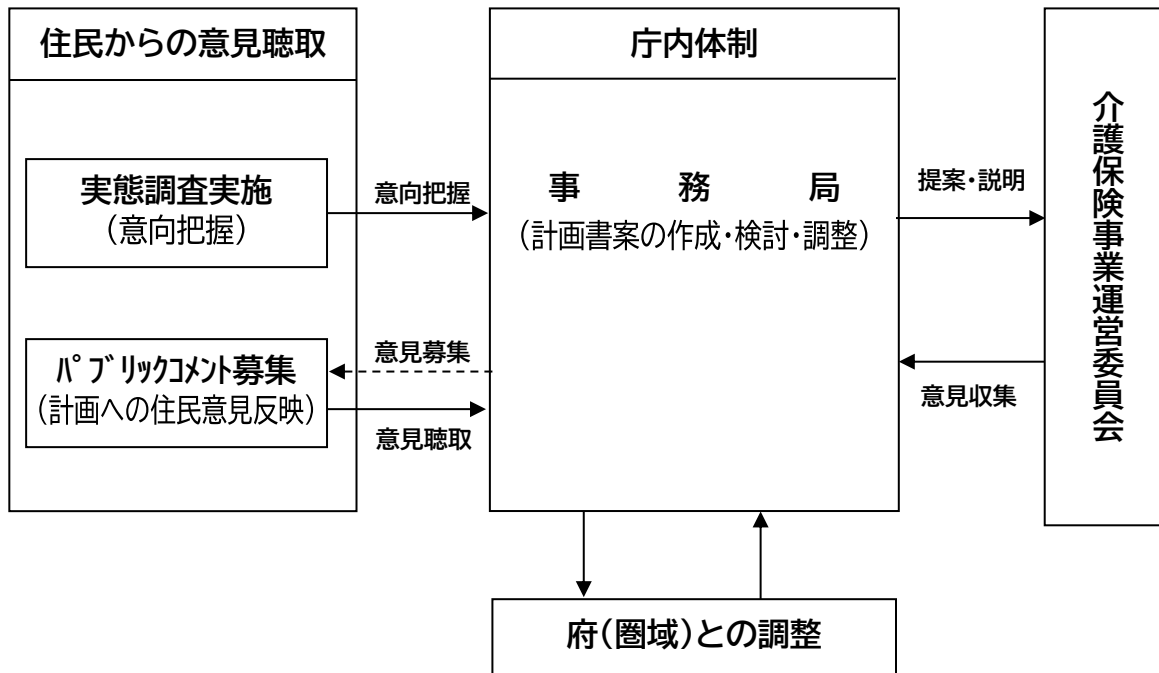 住民からの意見聴取
実態調査実施
(意向把握)
ﾊﾟﾌﾞﾘｯｸｺﾒﾝﾄ募集
(計画への住民意見反映)
意向把握
意見募集
意見聴取
庁内体制
事　務　局
(計画書案の作成・検討・調整)
提案・説明
意見収集
介護保険事業運営委員会
府(圏域)との調整